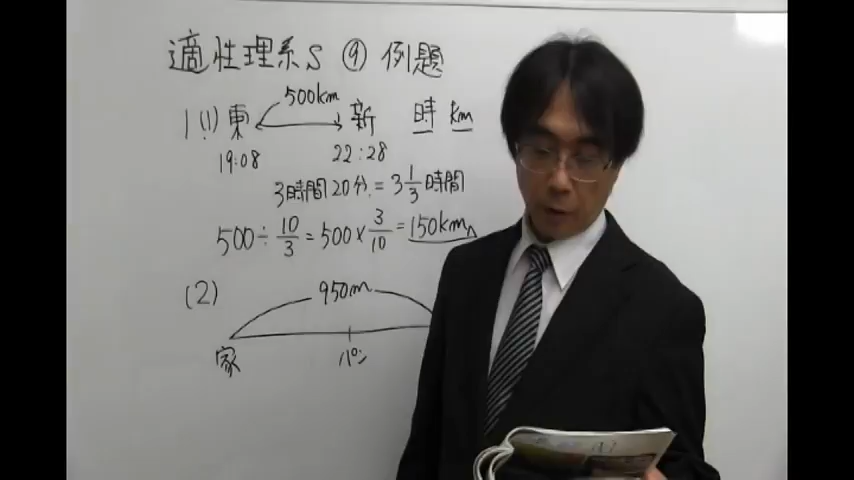 適性理系S ⑨ 例題
500km
1(1) 東 新 時 km
19:08 22:28
3時間20分 = 3 1/3 時間
500÷10/3=500×3/10=150km
(2) 950m
家 パン